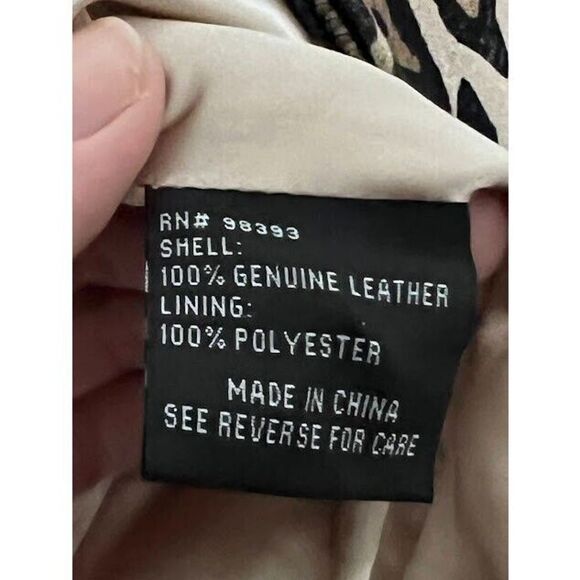 RN# 98393
SHELL:
100% GENUINE LEATHER
LINING:
100% POLYESTER
MADE IN CHINA
SEE REVERSE FOR CARE